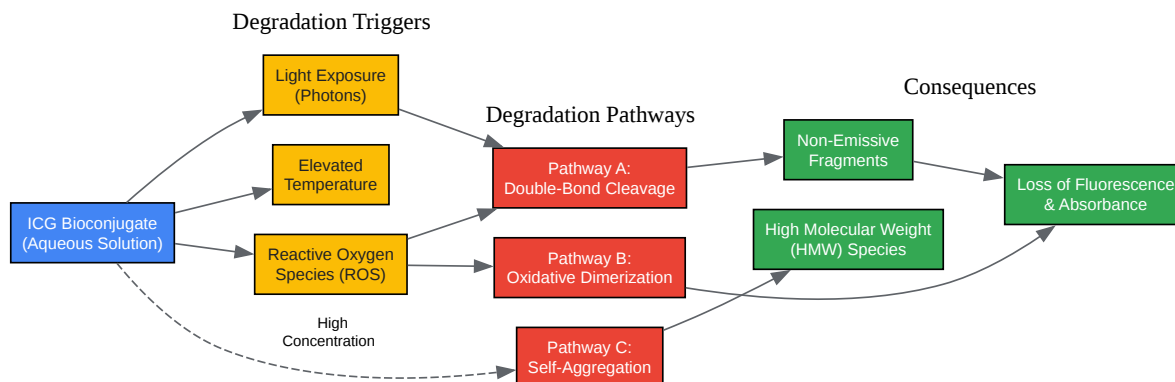 Degradation Triggers
Light Exposure
(Photons)
Consequences
Degradation Pathways
Non-Emissive
Fragments
Elevated
Temperature
Pathway A:
Double-Bond Cleavage
Loss of Fluorescence
& Absorbance
ICG Bioconjugate
(Aqueous Solution)
High Molecular Weight
(HMW) Species
Reactive Oxygen
Species (ROS)
Pathway B:
Oxidative Dimerization
High
Concentration
Pathway C:
Self-Aggregation